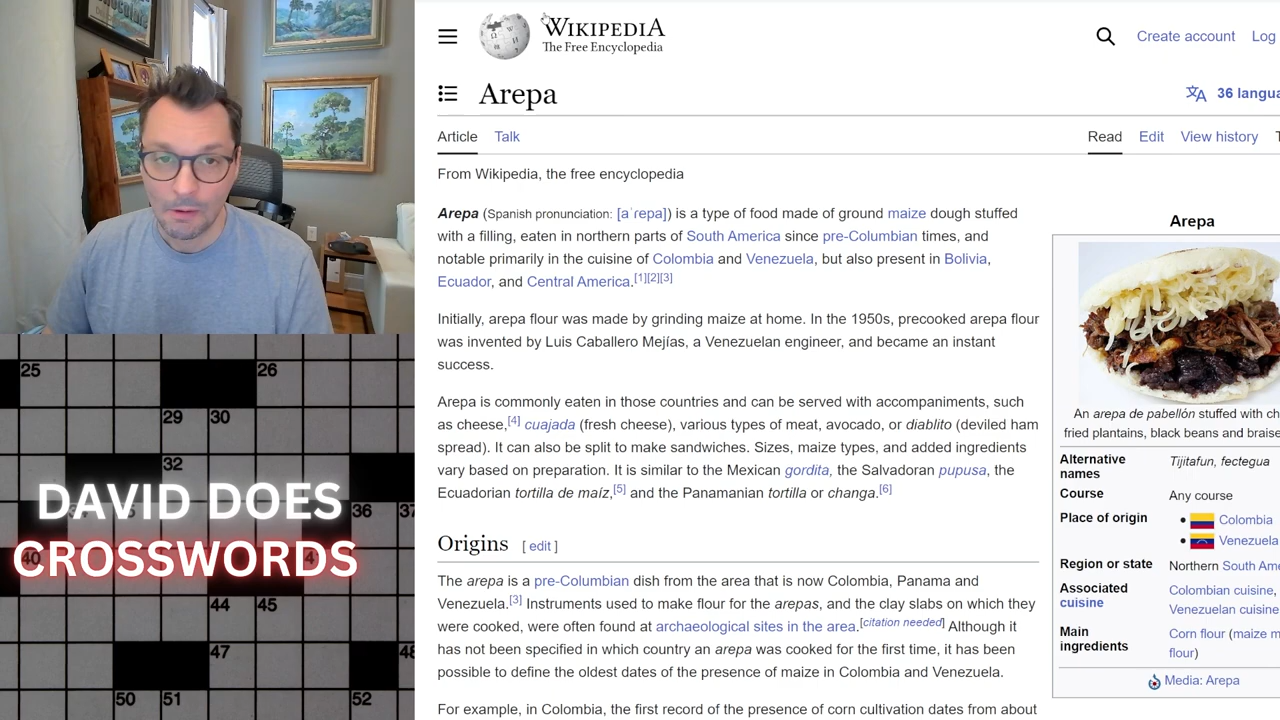 25
26
29
30
32
36
37
DAVID DOES
CROSSWORDS
40
44
45
47
48
50
51
52
WIKIPEDIA
The Free Encyclopedia
Create account
Log
Arepa
36 langua
Article
Talk
Read
Edit
View history
From Wikipedia, the free encyclopedia
Arepa (Spanish pronunciation: [aˈɾepa]) is a type of food made of ground maize dough stuffed
with a filling, eaten in northern parts of South America since pre-Columbian times, and
notable primarily in the cuisine of Colombia and Venezuela, but also present in Bolivia,
Ecuador, and Central America.[1][2][3]
Initially, arepa flour was made by grinding maize at home. In the 1950s, precooked arepa flour
was invented by Luis Caballero Mejías, a Venezuelan engineer, and became an instant
success.
Arepa is commonly eaten in those countries and can be served with accompaniments, such
as cheese,[4] cuajada (fresh cheese), various types of meat, avocado, or diablito (deviled ham
spread). It can also be split to make sandwiches. Sizes, maize types, and added ingredients
vary based on preparation. It is similar to the Mexican gordita, the Salvadoran pupusa, the
Ecuadorian tortilla de maíz,[5] and the Panamanian tortilla or changa.[6]
Origins [ edit ]
The arepa is a pre-Columbian dish from the area that is now Colombia, Panama and
Venezuela.[3] Instruments used to make flour for the arepas, and the clay slabs on which they
were cooked, were often found at archaeological sites in the area.[citation needed] Although it
has not been specified in which country an arepa was cooked for the first time, it has been
possible to define the oldest dates of the presence of maize in Colombia and Venezuela.
For example, in Colombia, the first record of the presence of corn cultivation dates from about
Arepa
An arepa de pabellón stuffed with ch
fried plantains, black beans and braise
Alternative names
Tijitafun, fectegua
Course
Any course
Place of origin
• Colombia
• Venezuela
Region or state
Northern South Ame
Associated cuisine
Colombian cuisine,
Venezuelan cuisine
Main ingredients
Corn flour (maize m
flour)
Media: Arepa